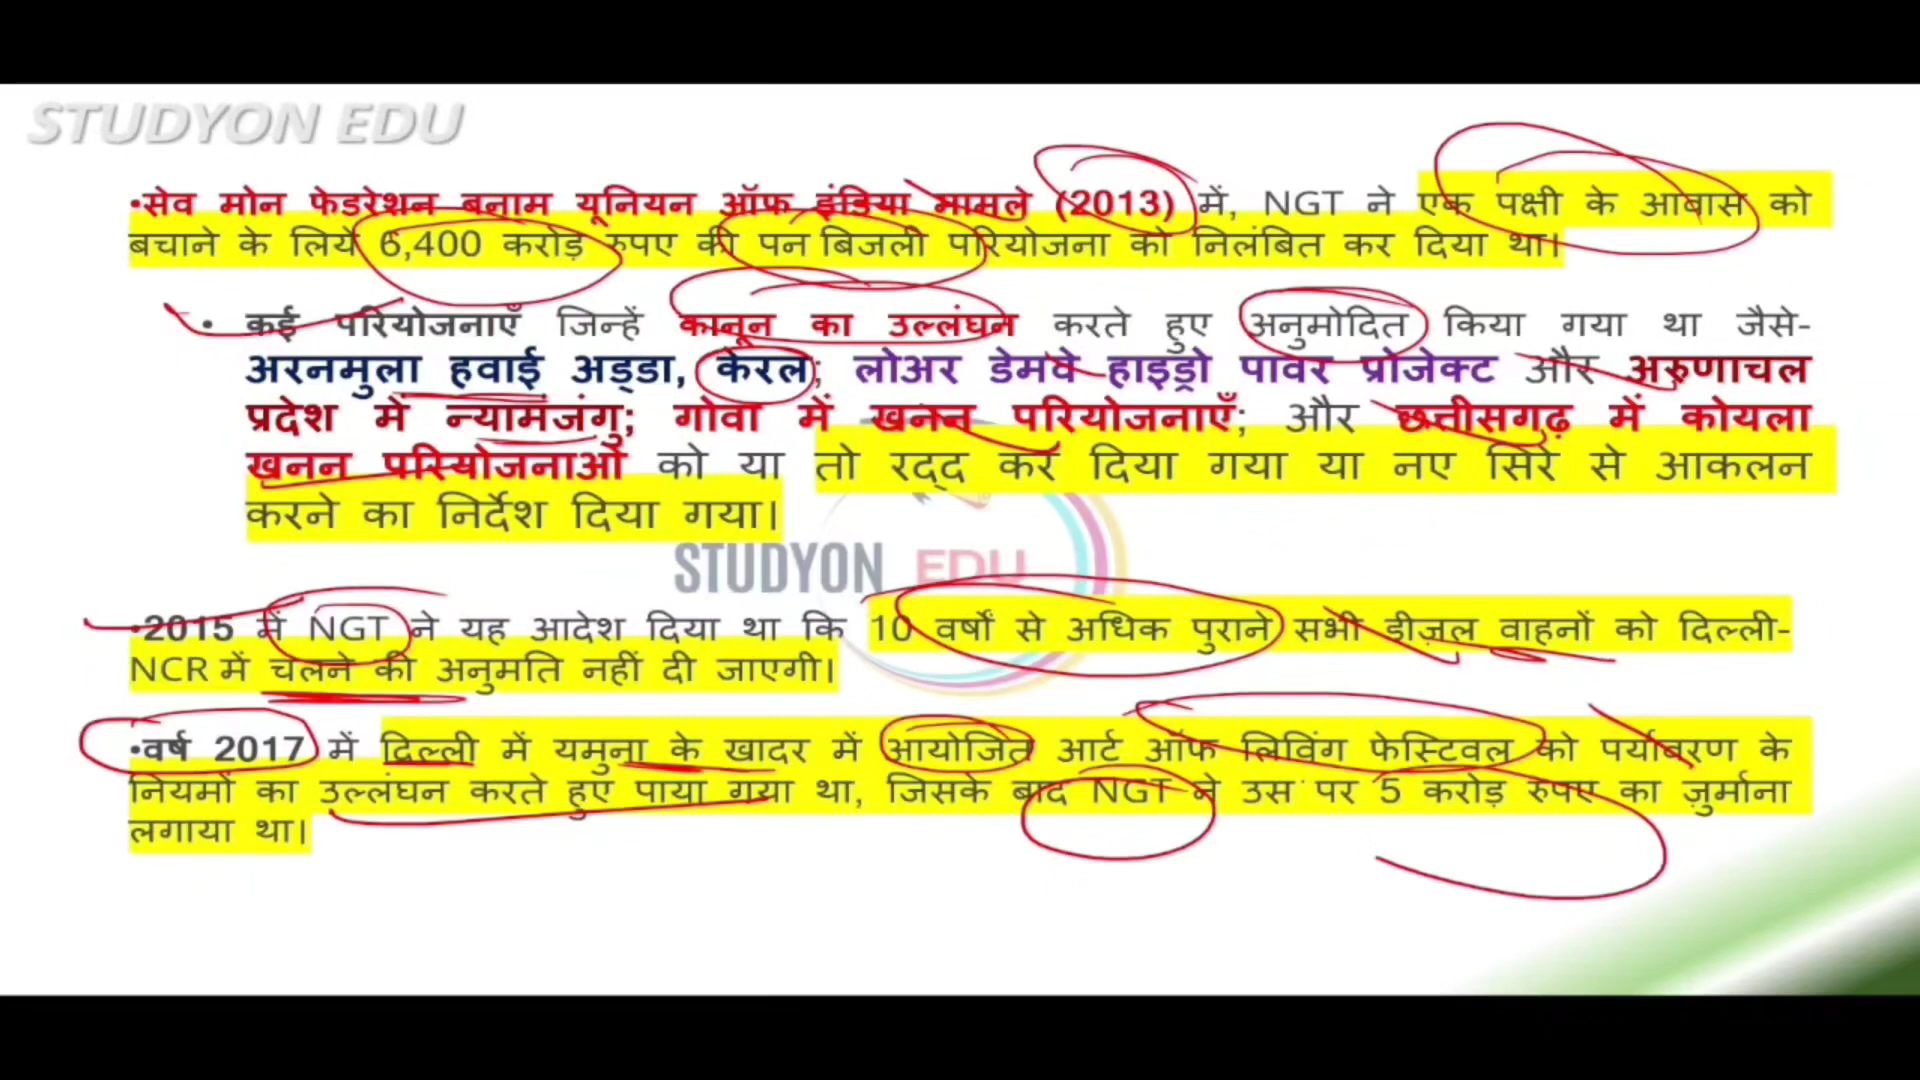 STUDYON EDU
•सेव मोन फेडरेशन बनाम यूनियन ऑफ इंडिया मामले (2013) में, NGT ने एक पक्षी के आवास को
बचाने के लिये 6,400 करोड़ रुपए की पन बिजली परियोजना को निलंबित कर दिया था।
• कई परियोजनाएँ जिन्हें कानून का उल्लंघन करते हुए अनुमोदित किया गया था जैसे-
अरनमुला हवाई अड्डा, केरल; लोअर डेमवे हाइड्रो पावर प्रोजेक्ट और अरुणाचल
प्रदेश में न्यामजंगु; गोवा में खनन परियोजनाएँ; और छत्तीसगढ़ में कोयला
खनन परियोजनाओं को या तो रद्द कर दिया गया या नए सिरे से आकलन
करने का निर्देश दिया गया।
STUDYON EDU
•2015 में NGT ने यह आदेश दिया था कि 10 वर्षों से अधिक पुराने सभी डीज़ल वाहनों को दिल्ली-
NCR में चलने की अनुमति नहीं दी जाएगी।
•वर्ष 2017 में दिल्ली में यमुना के खादर में आयोजित आर्ट ऑफ लिविंग फेस्टिवल को पर्यावरण के
नियमों का उल्लंघन करते हुए पाया गया था, जिसके बाद NGT ने उस पर 5 करोड़ रुपए का ज़ुर्माना
लगाया था।